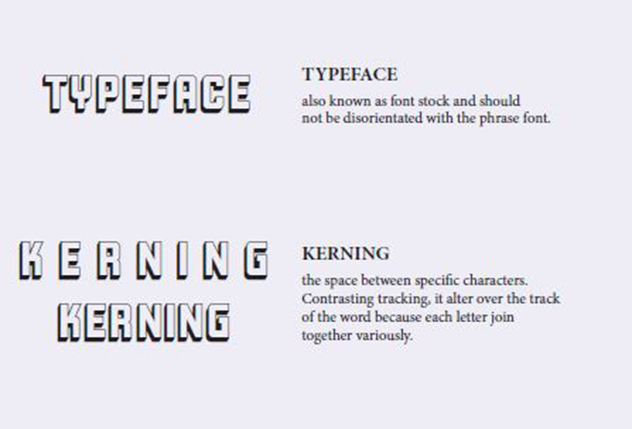 TYPEFACE
TYPEFACE
also known as font stock and should
not be disorientated with the phrase font.
KERNING
KERNING
KERNING
the space between specific characters.
Contrasting tracking, it alter over the track
of the word because each letter join
together variously.